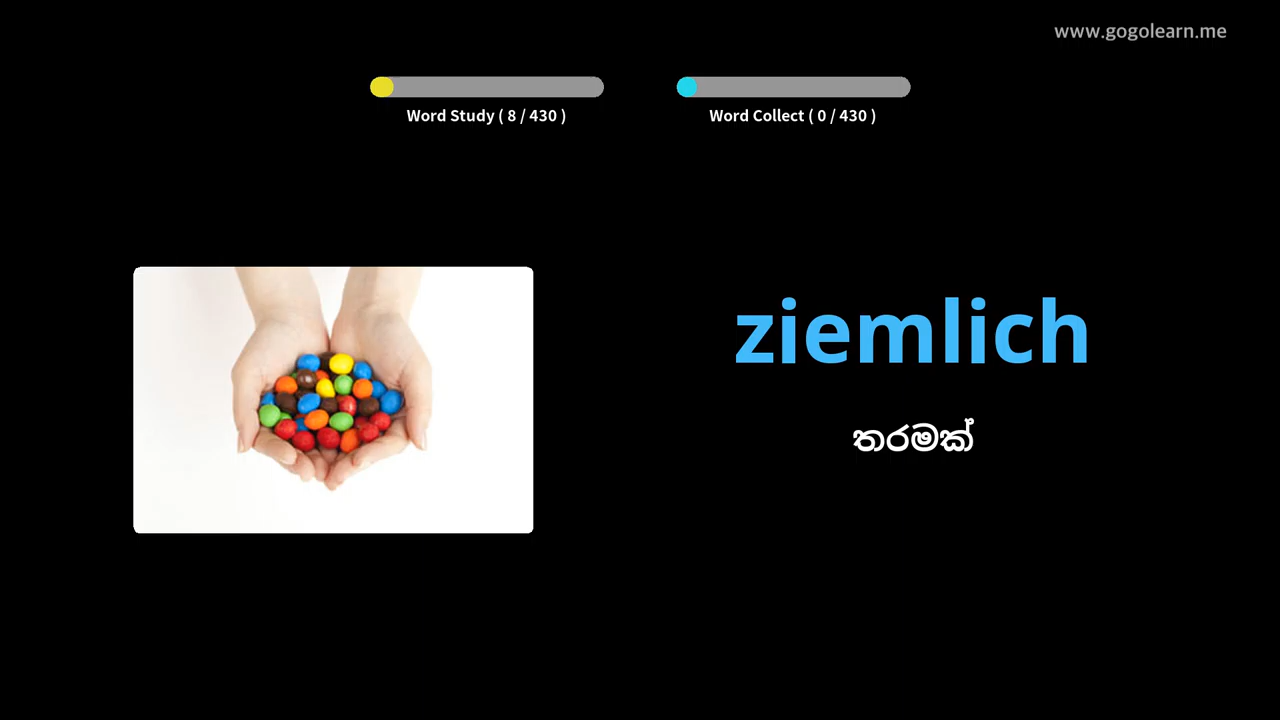 www.gogolearn.me
Word Study ( 8 / 430 )
Word Collect ( 0 / 430 )
ziemlich
තරමක්